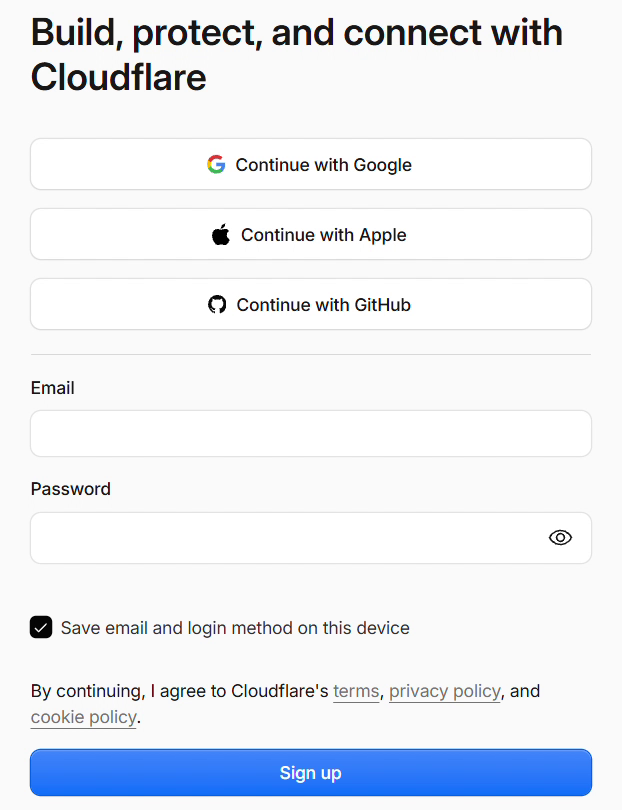 Build, protect, and connect with
Cloudflare
Continue with Google
Continue with Apple
Continue with GitHub
Email
Password
Save email and login method on this device
By continuing, I agree to Cloudflare's terms, privacy policy, and
cookie policy.
Sign up